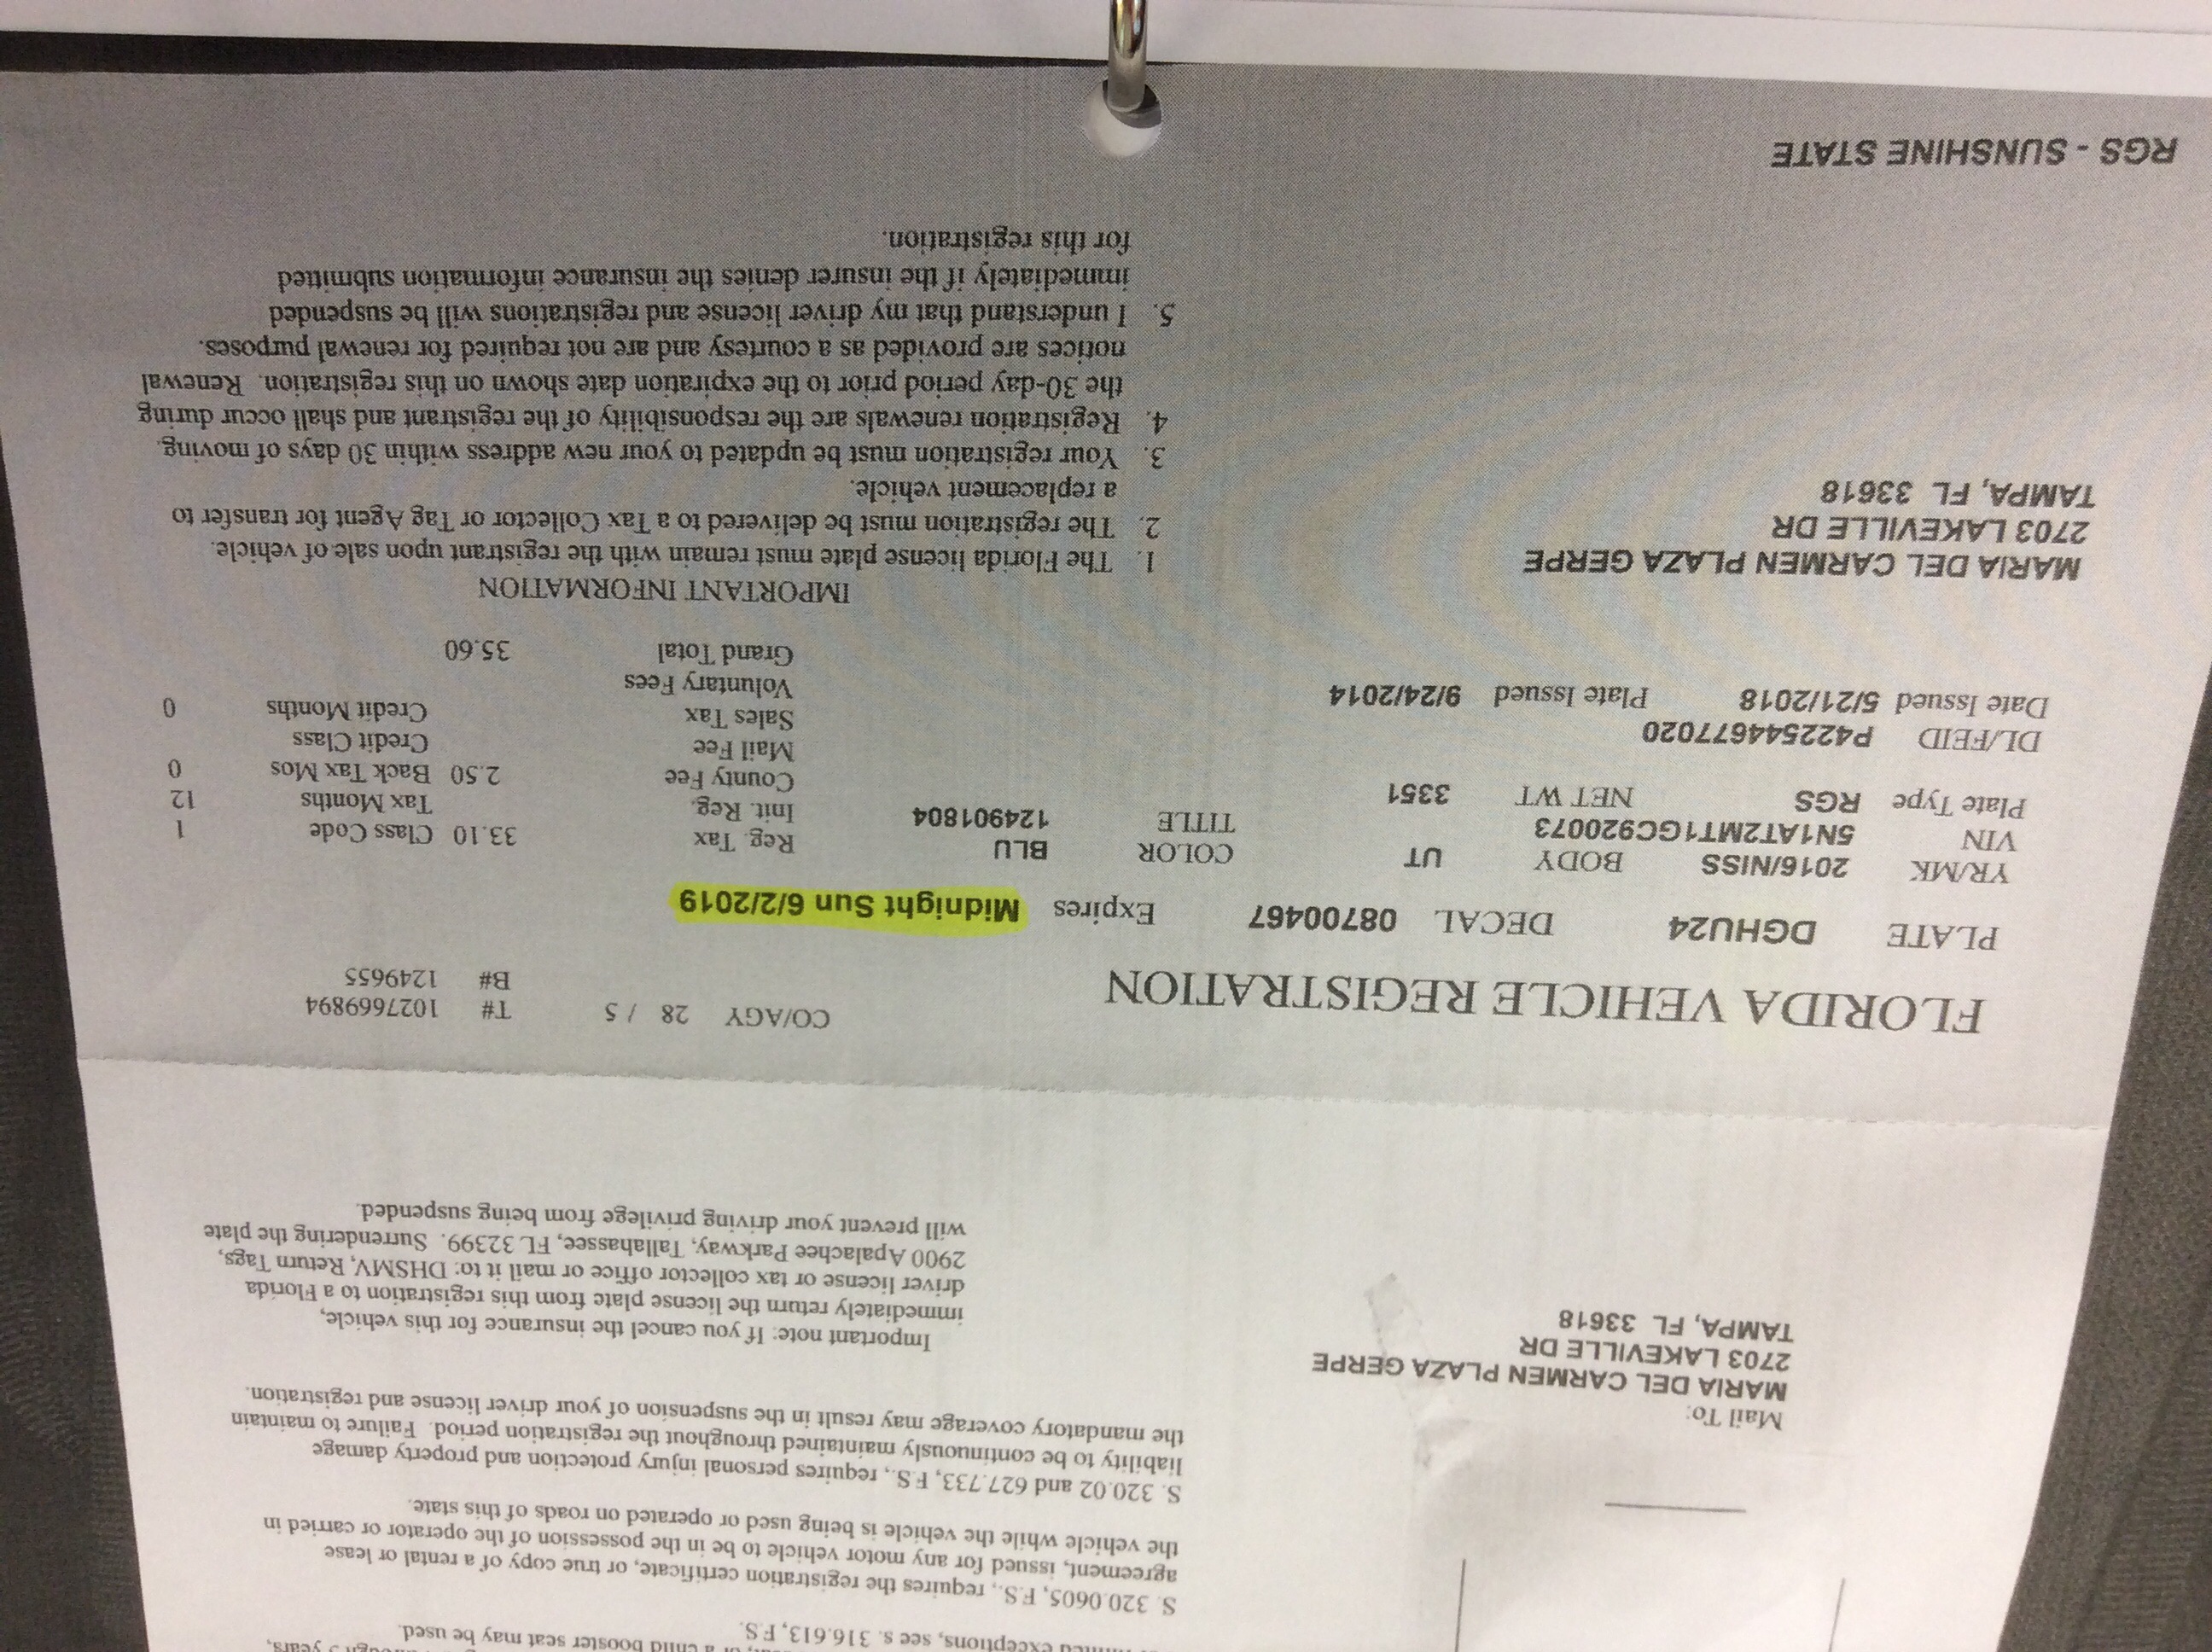 exceptions, see s. 316.613, F.S.
a child booster seat may be used.
S. 320.0605, F.S., requires the registration certificate, or true copy of a rental or lease
agreement, issued for any motor vehicle to be in the possession of the operator or carried in
the vehicle while the vehicle is being used or operated on roads of this state.
S. 320.02 and 627.733, F.S., requires personal injury protection and property damage
liability to be continuously maintained throughout the registration period. Failure to maintain
the mandatory coverage may result in the suspension of your driver license and registration.
Mail To:
MARIA DEL CARMEN PLAZA GERPE
2703 LAKEVILLE DR
TAMPA, FL 33618
Important note: If you cancel the insurance for this vehicle,
immediately return the license plate from this registration to a Florida
driver license or tax collector office or mail it to: DHSMV, Return Tags,
2900 Apalachee Parkway, Tallahassee, FL 32399. Surrendering the plate
will prevent your driving privilege from being suspended.
FLORIDA VEHICLE REGISTRATION
CO/AGY 28 / 5 T# 1027669894
B# 1249655
PLATE DGHU24 DECAL 08700467 Expires Midnight Sun 6/2/2019
YR/MK 2016/NISS BODY UT COLOR BLU Reg. Tax 33.10 Class Code 1
VIN 5N1AT2MT1GC920073 TITLE 124901804 Init. Reg. Tax Months 12
Plate Type RGS NET WT 3351 County Fee 2.50 Back Tax Mos 0
Mail Fee Credit Class
DL/FEID P422544677020 Sales Tax Credit Months 0
Date Issued 5/21/2018 Plate Issued 9/24/2014 Voluntary Fees
Grand Total 35.60
MARIA DEL CARMEN PLAZA GERPE
2703 LAKEVILLE DR
TAMPA, FL 33618
IMPORTANT INFORMATION
1. The Florida license plate must remain with the registrant upon sale of vehicle.
2. The registration must be delivered to a Tax Collector or Tag Agent for transfer to
a replacement vehicle.
3. Your registration must be updated to your new address within 30 days of moving.
4. Registration renewals are the responsibility of the registrant and shall occur during
the 30-day period prior to the expiration date shown on this registration. Renewal
notices are provided as a courtesy and are not required for renewal purposes.
5. I understand that my driver license and registrations will be suspended
immediately if the insurer denies the insurance information submitted
for this registration.
RGS - SUNSHINE STATE